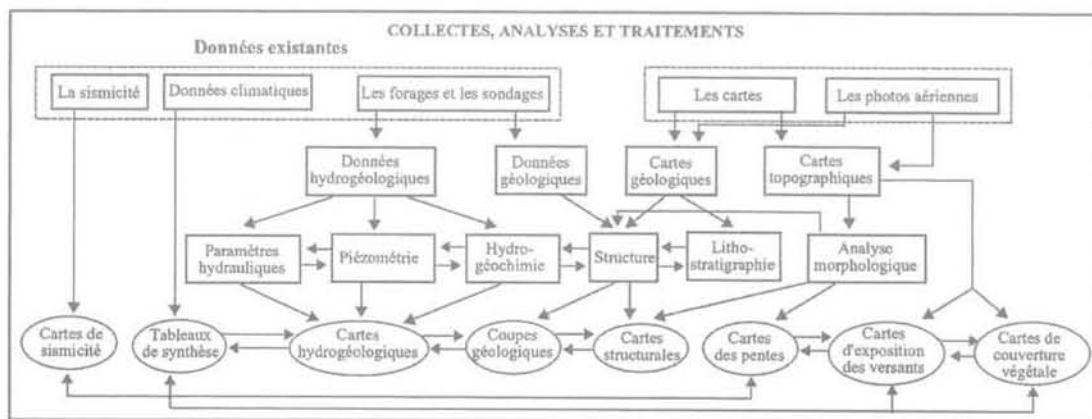 COLLECTES, ANALYSES ET TRAITEMENTS
Données existantes
La sismicité
Données climatiques
Les forages et les sondages
Les cartes
Les photos aériennes
Données
hydrogéologiques
Données
géologiques
Cartes
géologiques
Cartes
topographiques
Paramètres
hydrauliques
Piézométrie
Hydro-
géochimie
Structure
Litho-
stratigraphie
Analyse
morphologique
Cartes de
sismicité
Tableaux
de synthèse
Cartes
hydrogéologiques
Coupes
géologiques
Cartes
structurales
Cartes
des pentes
Cartes
d'exposition
des versants
Cartes de
couverture
végétale